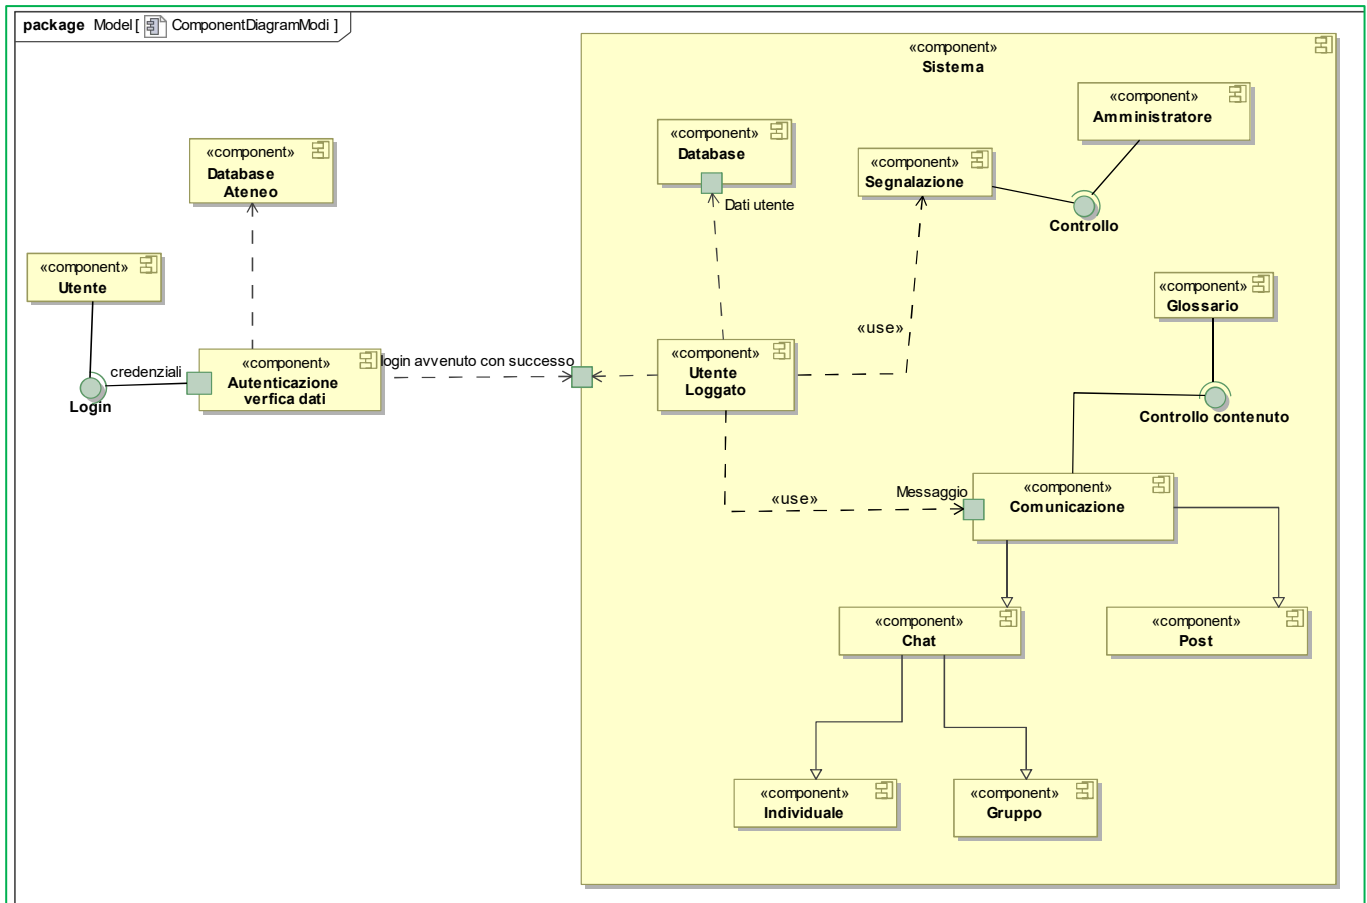 package Model [ ComponentDiagramModi ]
«component»
Sistema
«component»
Amministratore
«component»
Database
«component»
Segnalazione
Dati utente
Controllo
«component»
Database
Ateneo
«component»
Utente
«component»
Glossario
«use»
credenziali
Login
«component»
Autenticazione
verfica dati
login avvenuto con successo
«component»
Utente
Loggato
Controllo contenuto
«use»
Messaggio
«component»
Comunicazione
«component»
Chat
«component»
Post
«component»
Individuale
«component»
Gruppo